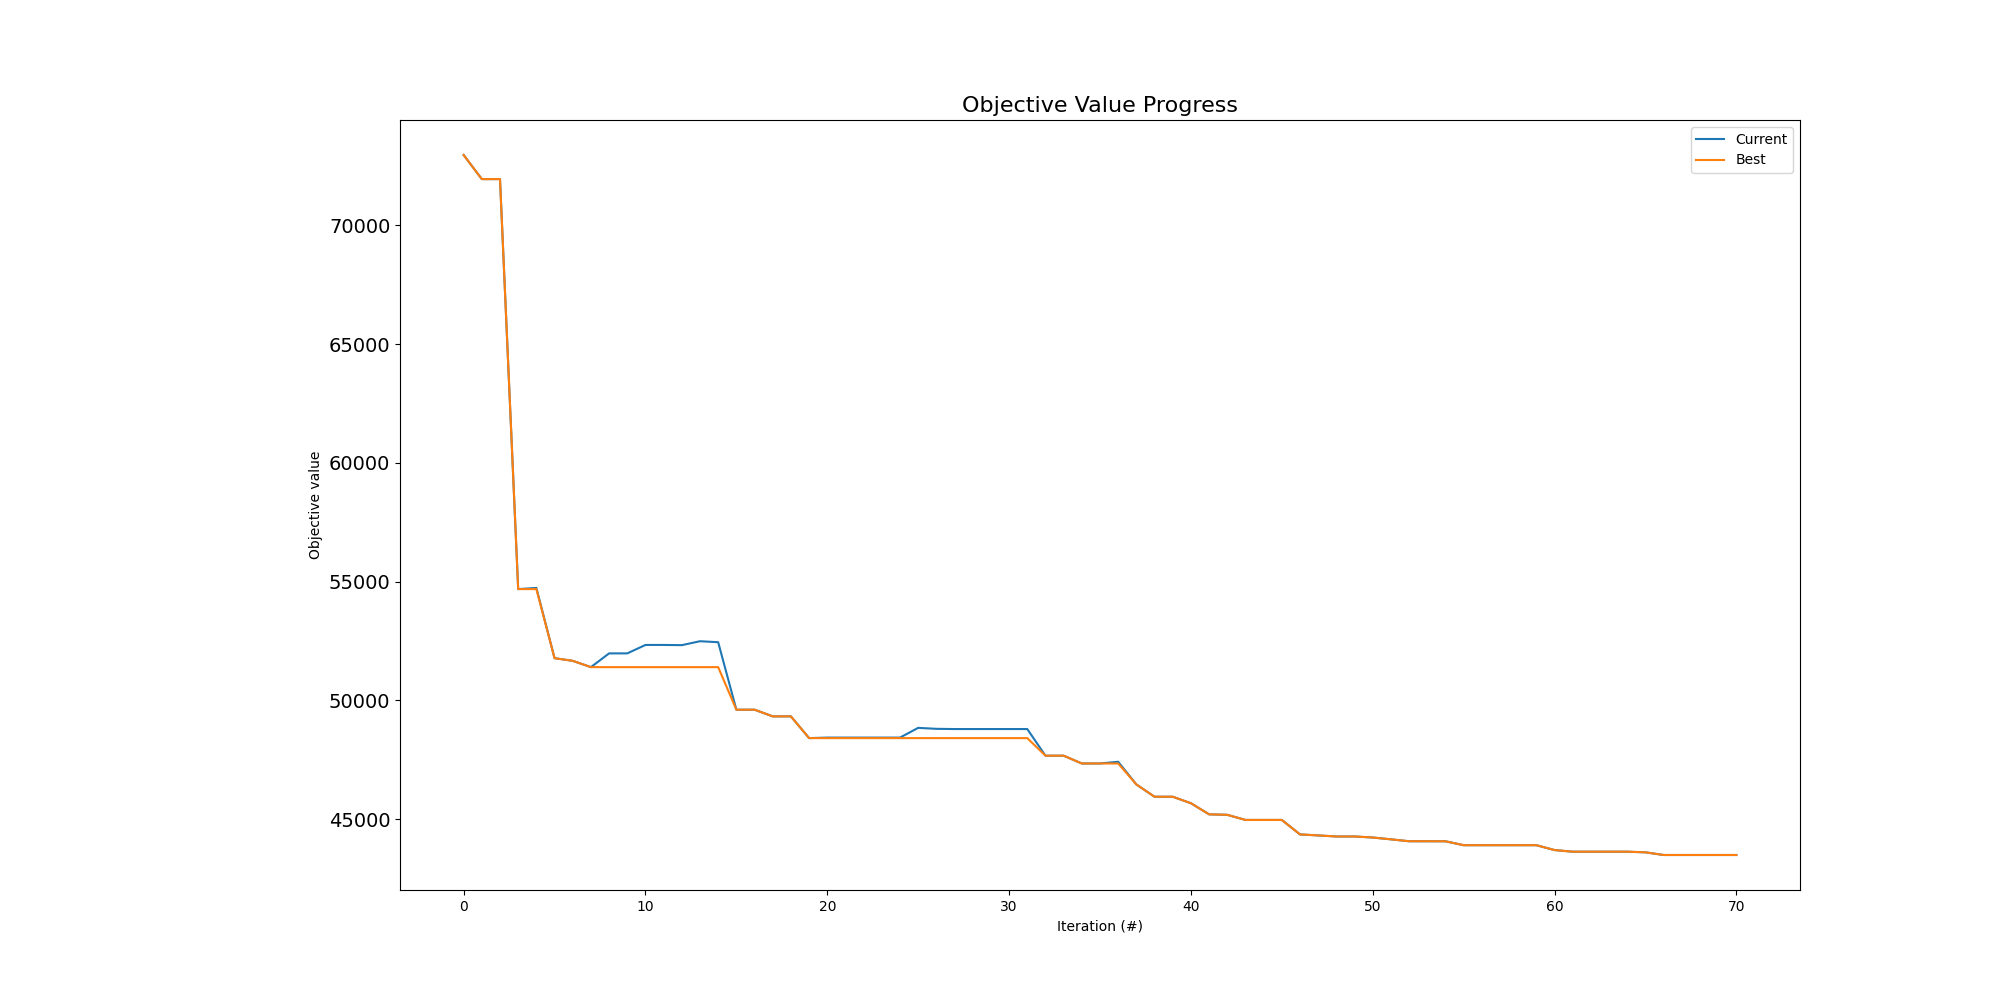 Objective Value Progress
Current
Best
70000
65000
60000
55000
50000
45000
Objective value
0 10 20 30 40 50 60 70
Iteration (#)